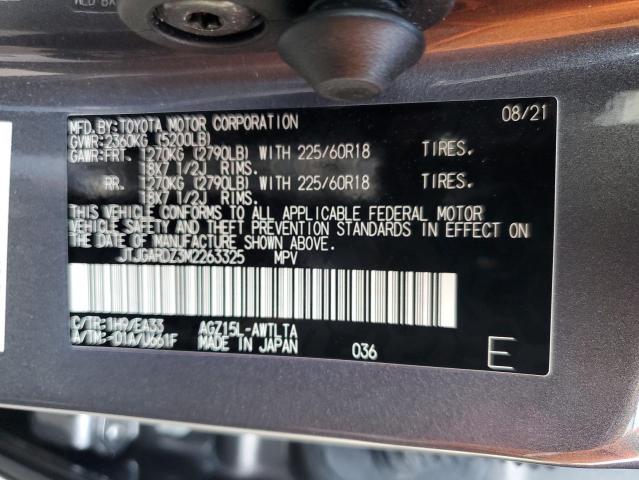 08/21
MFD. BY: TOYOTA MOTOR CORPORATION
GVWR: 2360KG (5200LB)
GAWR: FRT. 1270KG (2790LB) WITH 225/60R18 TIRES.
18X7 1/2J RIMS.
RR. 1270KG (2790LB) WITH 225/60R18 TIRES.
18X7 1/2J RIMS.
THIS VEHICLE CONFORMS TO ALL APPLICABLE FEDERAL MOTOR
VEHICLE SAFETY AND THEFT PREVENTION STANDARDS IN EFFECT ON
THE DATE OF MANUFACTURE SHOWN ABOVE.
JTJGARDZ3M2263325 MPV
C/TR: 1H9/EA33 AGZ15L-AWTLTA
A/TM: -01A/U661F MADE IN JAPAN 036 E